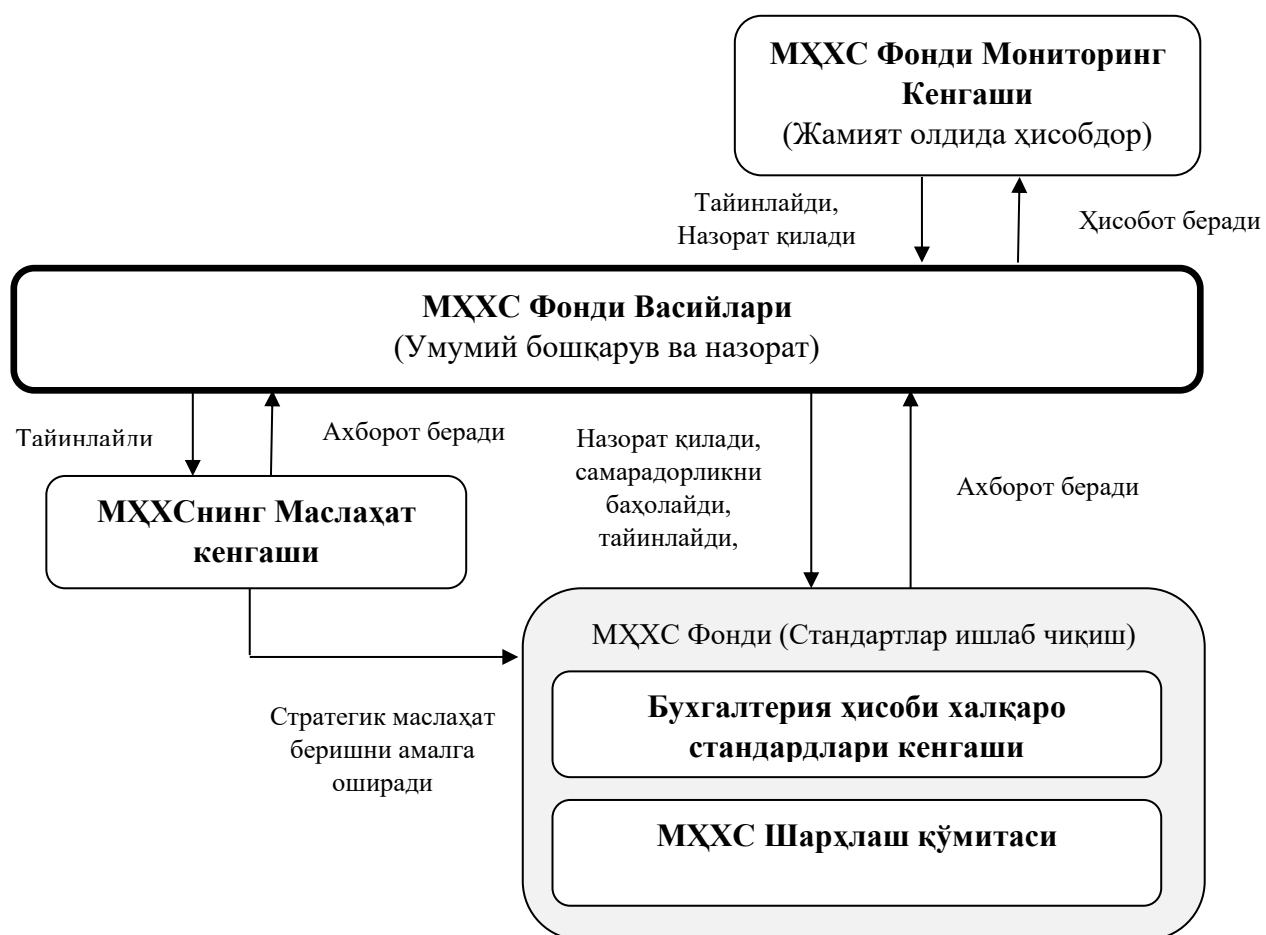 МҲХС Фонди Мониторинг
Кенгаши
(Жамият олдида ҳисобдор)
Тайинлайди,
Назорат қилади
Ҳисобот беради
МҲХС Фонди Васийлари
(Умумий бошқарув ва назорат)
Тайинлайди
Ахборот беради
Назорат қилади,
самарадорликни
баҳолайди,
тайинлайди,
Ахборот беради
МҲХСнинг Маслаҳат
кенгаши
Стратегик маслаҳат
беришни амалга
оширади
МҲХС Фонди (Стандартлар ишлаб чиқиш)
Бухгалтерия ҳисоби халқаро
стандардлари кенгаши
МҲХС Шарҳлаш қўмитаси